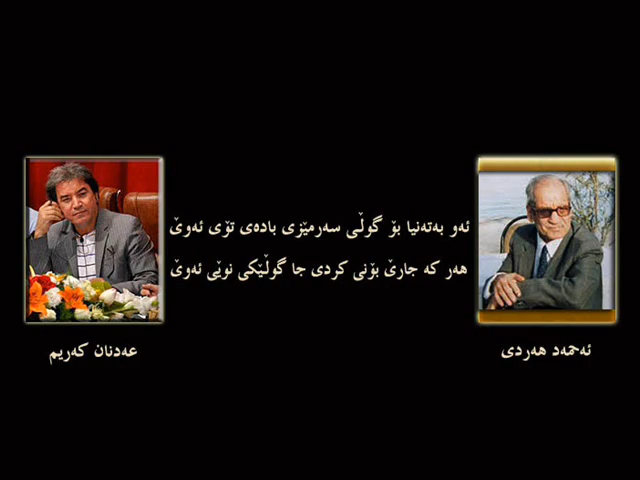 ئەو بەتەنیا بۆ گوڵی سەرمێزی بادەی تۆی ئەوێ
هەر کە جارێ بۆنی کردی جا گوڵێکی نوێی ئەوێ
ئەحمەد هەردی
عەدنان کەریم